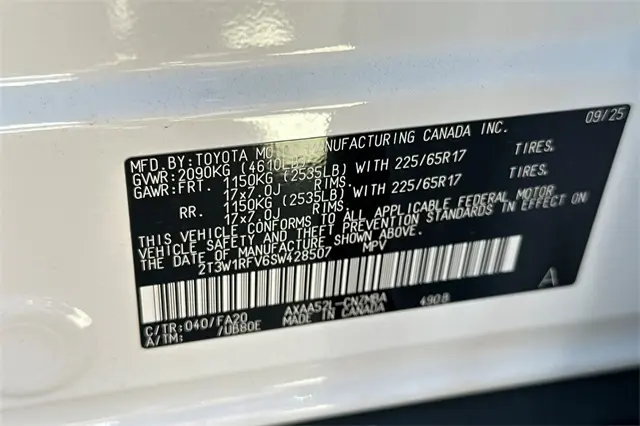 09/25
MFD. BY: TOYOTA MOTOR MANUFACTURING CANADA INC.
GVWR: 2090KG (4610LB)
GAWR: FRT. 1150KG (2535LB) WITH 225/65R17 TIRES.
17x7.0J RIMS.
RR. 1150KG (2535LB) WITH 225/65R17 TIRES.
17x7.0J RIMS.
THIS VEHICLE CONFORMS TO ALL APPLICABLE FEDERAL MOTOR
VEHICLE SAFETY AND THEFT PREVENTION STANDARDS IN EFFECT ON
THE DATE OF MANUFACTURE SHOWN ABOVE.
2T3W1RFV6SW428507 MPV
A
C/TR: 040/FA20 AXAA52L-CNZMBA 490B
A/TM: /UB80E MADE IN CANADA